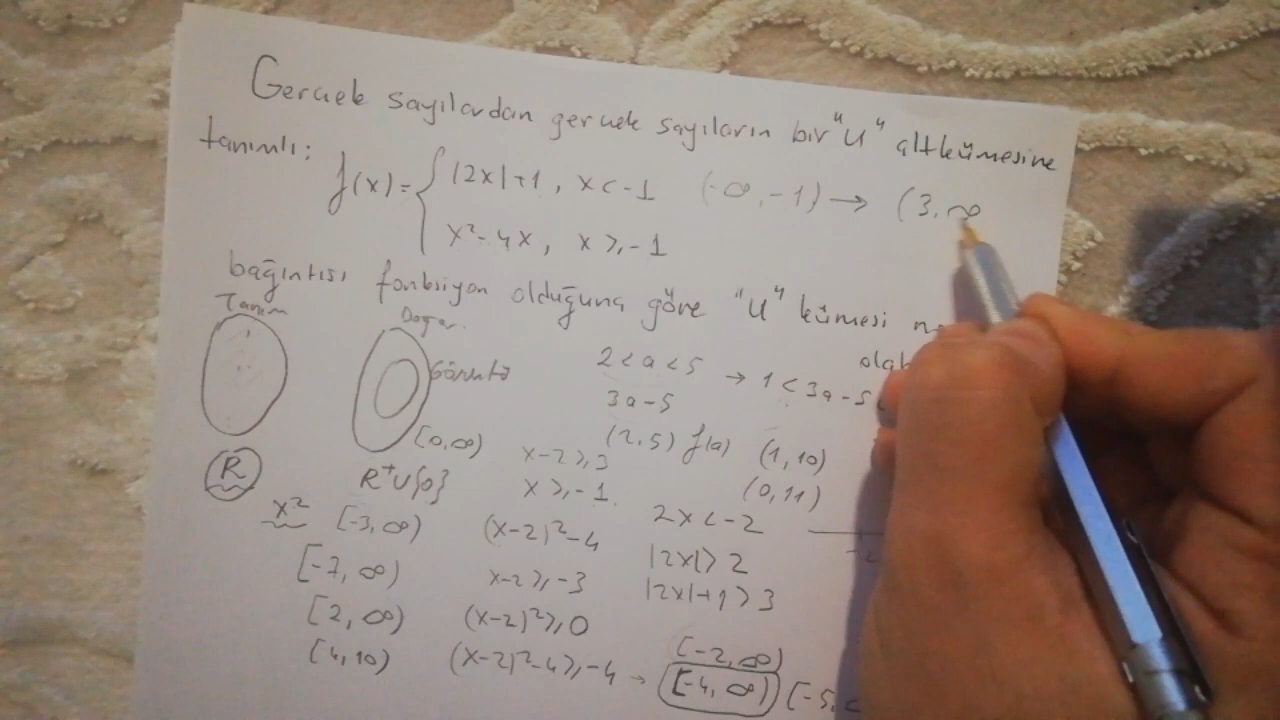 Gerçek sayılardan gerçek sayıların bir "U" altkümesine
tanımlı:
f(x) = { |2x|+1, x < -1 (-∞, -1) → (3, ∞
x² - 4x, x ≥ -1
bağıntısı fonksiyon olduğuna göre "U" kümesi
Tanım
Değer
Görüntü
2 < a < 5 → 1 < 3a - 5
3a - 5
[0, ∞) x - 2 ≥ 3 (2, 5) f(a) (1, 10)
R R⁺∪{0} x ≥ -1 (0, 11)
x² [-3, ∞) (x-2)² - 4 2x < -2
[-7, ∞) x - 2 ≥ -3 |2x| > 2
[2, ∞) (x-2)² ≥ 0 |2x|+1 > 3
[4, 10) (x-2)² - 4 ≥ -4 → [-4, ∞) [-5,
[-2, ∞)